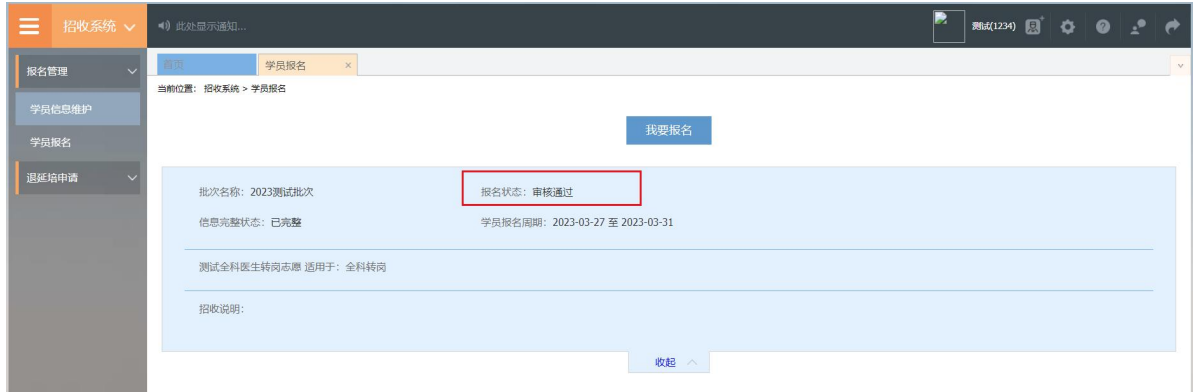 招收系统
此处显示通知...
测试(1234)
报名管理
学员信息维护
学员报名
退延培申请
首页
学员报名 ×
当前位置： 招收系统 > 学员报名
我要报名
批次名称：2023测试批次
报名状态：审核通过
信息完整状态：已完整
学员报名周期：2023-03-27 至 2023-03-31
测试全科医生转岗志愿 适用于：全科转岗
招收说明：
收起